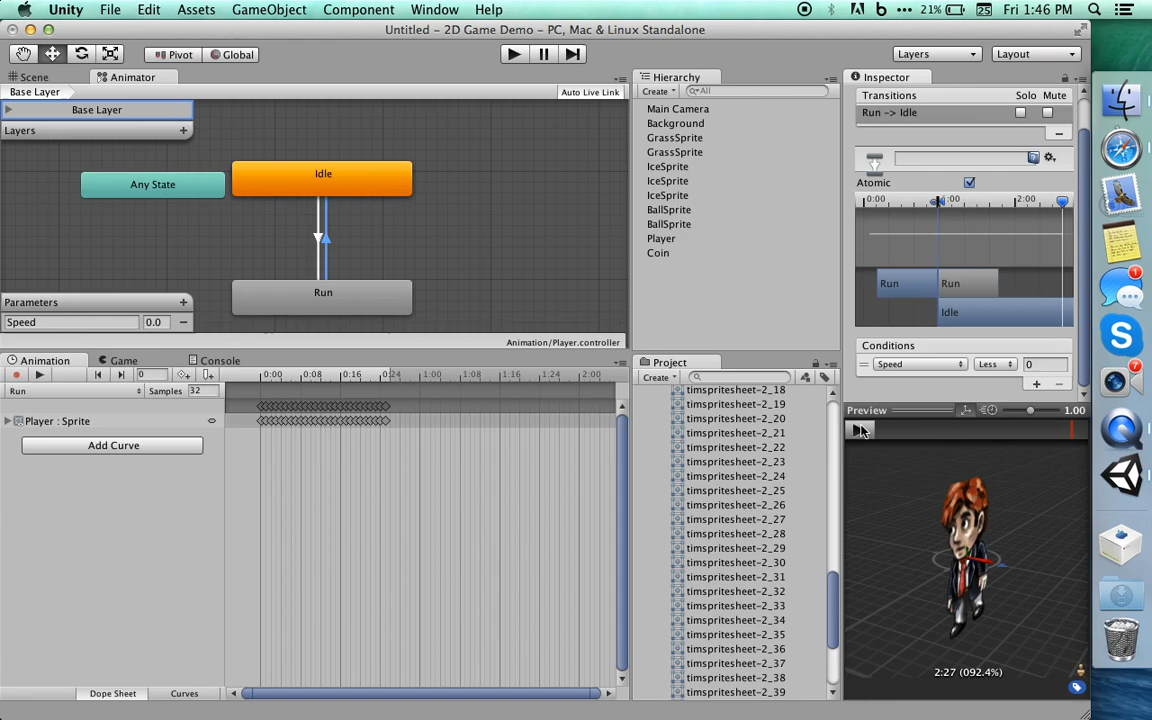 Unity File Edit Assets GameObject Component Window Help
21% 25 Fri 1:46 PM
Untitled - 2D Game Demo - PC, Mac & Linux Standalone
Pivot Global Layers Layout
Scene Animator
Base Layer Auto Live Link
Base Layer
Layers +
Any State
Idle
Run
Parameters +
Speed 0.0
Animation/Player.controller
Hierarchy
Create All
Main Camera
Background
GrassSprite
GrassSprite
IceSprite
IceSprite
IceSprite
BallSprite
BallSprite
Player
Coin
Inspector
Transitions Solo Mute
Run -> Idle
Atomic
0:00 1:00 2:00
Run Run
Idle
Conditions
Speed Less 0
Preview 1.00
2:27 (092.4%)
Animation Game Console
0 0:00 0:08 0:16 0:24 1:08 1:16 1:24 2:00
Run Samples 32
Player : Sprite
Add Curve
Dope Sheet Curves
Project
Create
timspritesheet-2_18
timspritesheet-2_19
timspritesheet-2_20
timspritesheet-2_21
timspritesheet-2_22
timspritesheet-2_23
timspritesheet-2_24
timspritesheet-2_25
timspritesheet-2_26
timspritesheet-2_27
timspritesheet-2_28
timspritesheet-2_29
timspritesheet-2_30
timspritesheet-2_31
timspritesheet-2_32
timspritesheet-2_33
timspritesheet-2_34
timspritesheet-2_35
timspritesheet-2_36
timspritesheet-2_37
timspritesheet-2_38
timspritesheet-2_39
1
7